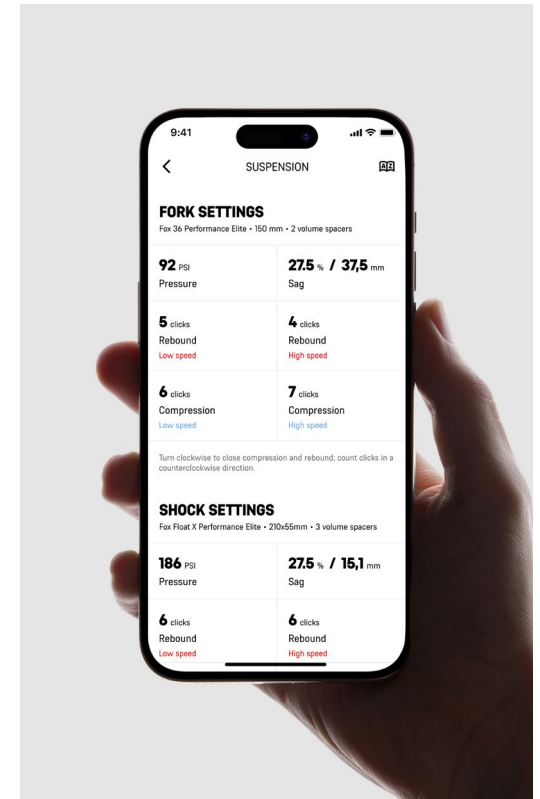 9:41
SUSPENSION
AZ
FORK SETTINGS
Fox 36 Performance Elite • 150 mm • 2 volume spacers
92 PSI
Pressure
27.5 % / 37,5 mm
Sag
5 clicks
Rebound
Low speed
4 clicks
Rebound
High speed
6 clicks
Compression
Low speed
7 clicks
Compression
High speed
Turn clockwise to close compression and rebound; count clicks in a
counterclockwise direction.
SHOCK SETTINGS
Fox Float X Performance Elite • 210x55mm • 3 volume spacers
186 PSI
Pressure
27.5 % / 15,1 mm
Sag
6 clicks
Rebound
Low speed
6 clicks
Rebound
High speed